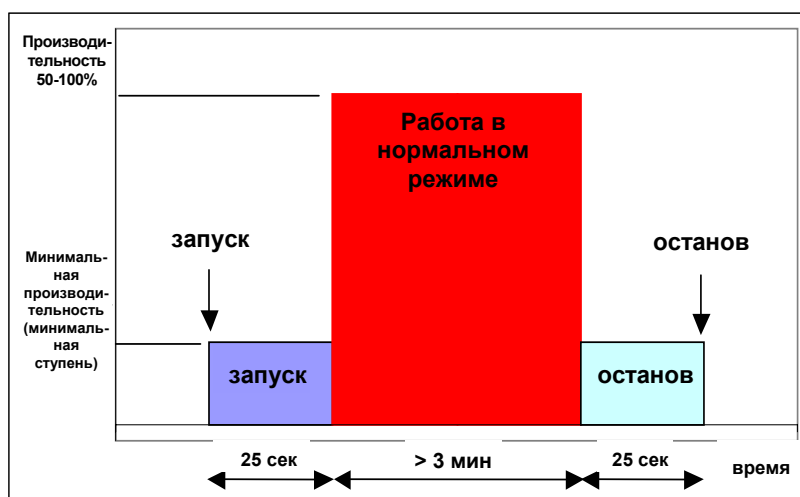 Производи-
тельность
50-100%
Работа в
нормальном
режиме
запуск
останов
Минималь-
ная
производи-
тельность
(минималь-
ная
ступень)
запуск
останов
25 сек
> 3 мин
25 сек
время